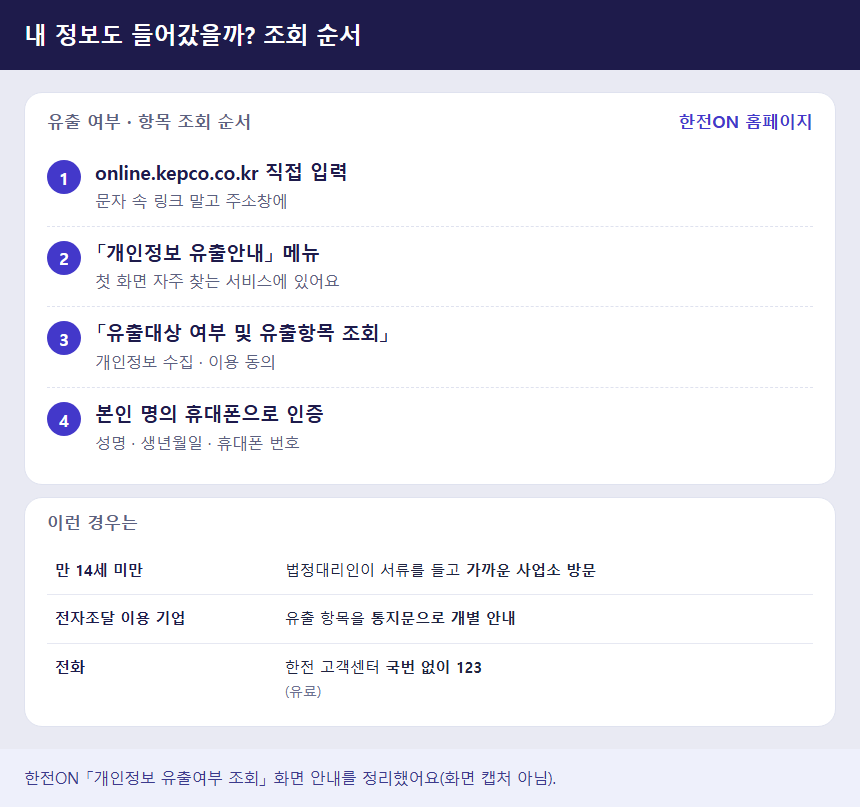 내 정보도 들어갔을까? 조회 순서
유출 여부 · 항목 조회 순서
한전ON 홈페이지
1
online.kepco.co.kr 직접 입력
문자 속 링크 말고 주소창에
2
「개인정보 유출안내」 메뉴
첫 화면 자주 찾는 서비스에 있어요
3
「유출대상 여부 및 유출항목 조회」
개인정보 수집 · 이용 동의
4
본인 명의 휴대폰으로 인증
성명 · 생년월일 · 휴대폰 번호
이런 경우는
만 14세 미만
법정대리인이 서류를 들고 가까운 사업소 방문
전자조달 이용 기업
유출 항목을 통지문으로 개별 안내
전화
한전 고객센터 국번 없이 123
(유료)
한전ON 「개인정보 유출여부 조회」 화면 안내를 정리했어요(화면 캡처 아님).